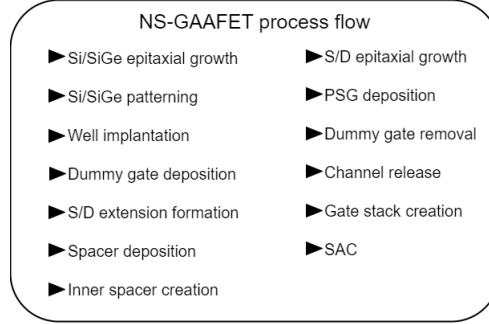 NS-GAAFET process flow
Si/SiGe epitaxial growth
Si/SiGe patterning
Well implantation
Dummy gate deposition
S/D extension formation
Spacer deposition
Inner spacer creation
S/D epitaxial growth
PSG deposition
Dummy gate removal
Channel release
Gate stack creation
SAC